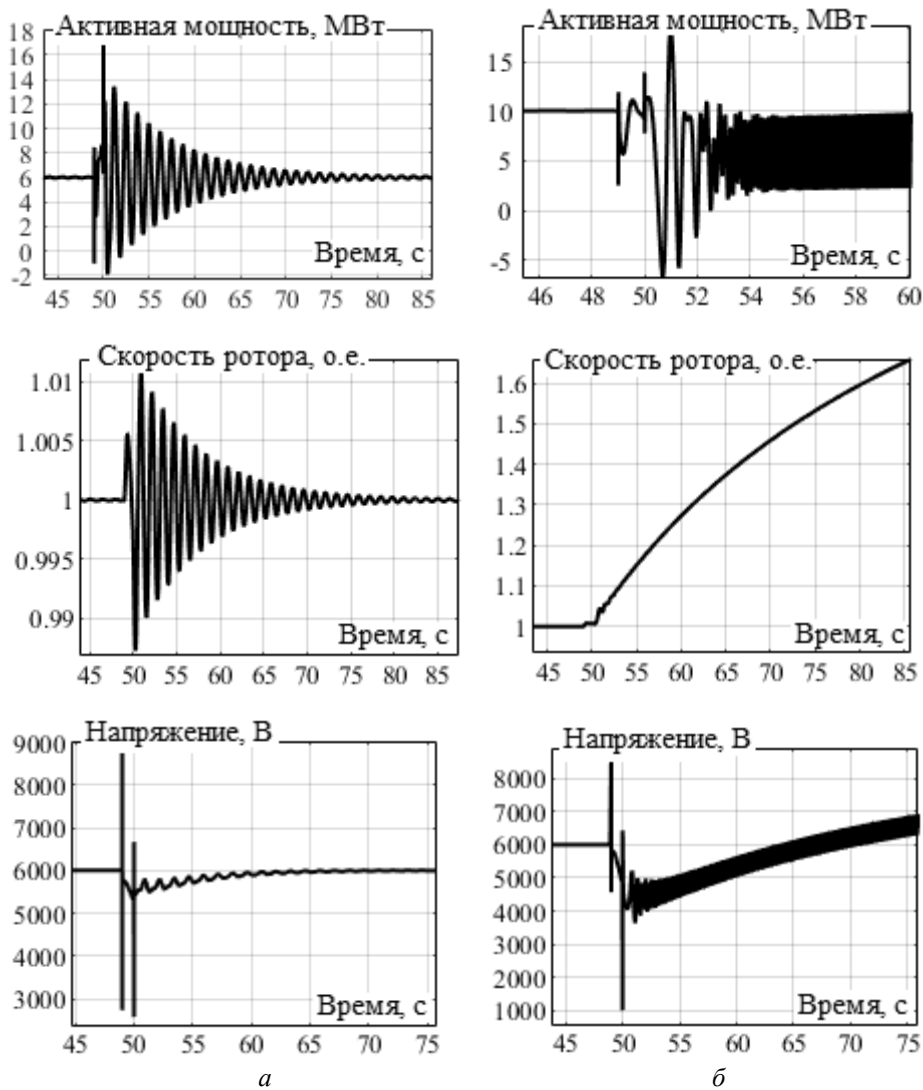 Активная мощность, МВт
18
16
14
12
10
8
6
4
2
0
-2
Время, с
45 50 55 60 65 70 75 80 85
Активная мощность, МВт
15
10
5
0
-5
Время, с
46 48 50 52 54 56 58 60
Скорость ротора, о.е.
1.01
1.005
1
0.995
0.99
Время, с
45 50 55 60 65 70 75 80 85
Скорость ротора, о.е.
1.6
1.5
1.4
1.3
1.2
1.1
1
Время, с
45 50 55 60 65 70 75 80 85
Напряжение, В
9000
8000
7000
6000
5000
4000
3000
Время, с
45 50 55 60 65 70 75
а
Напряжение, В
8000
7000
6000
5000
4000
3000
2000
1000
Время, с
45 50 55 60 65 70 75
б